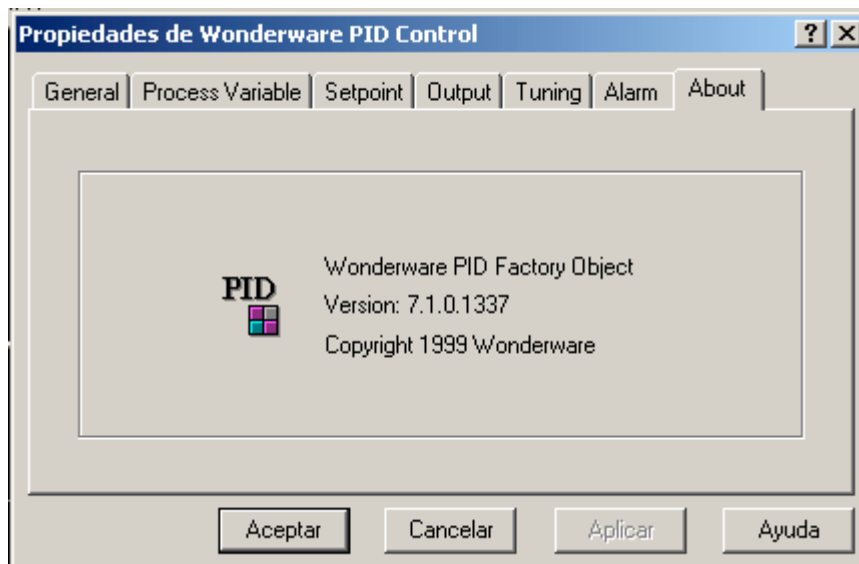 Propiedades de Wonderware PID Control
General Process Variable Setpoint Output Tuning Alarm About
PID
Wonderware PID Factory Object
Version: 7.1.0.1337
Copyright 1999 Wonderware
Aceptar Cancelar Aplicar Ayuda